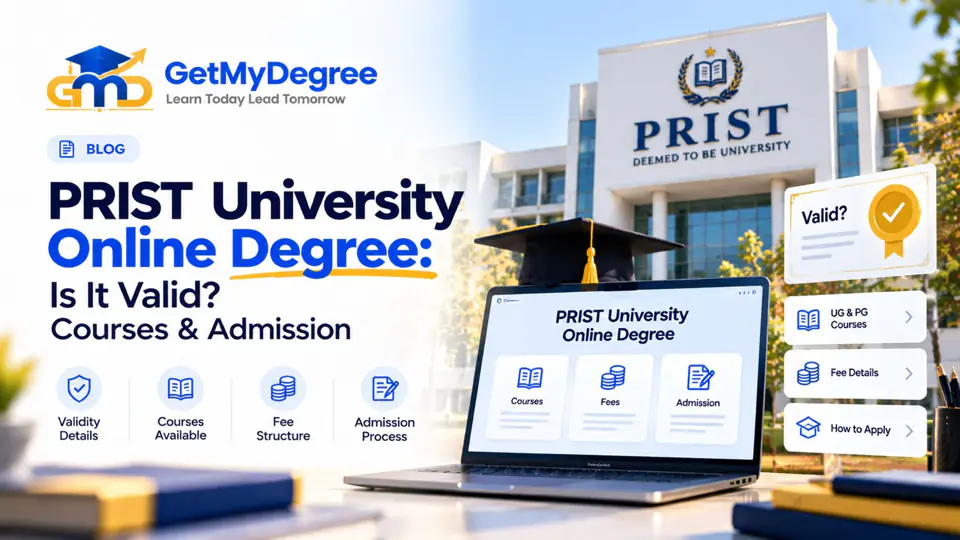 GMD
GetMyDegree
Learn Today Lead Tomorrow
BLOG
PRIST University
Online Degree:
Is It Valid?
Courses & Admission
Validity
Details
Courses
Available
Fee
Structure
Admission
Process
PRIST
DEEMED TO BE UNIVERSITY
Valid?
UG & PG
Courses
Fee Details
How to Apply
PRIST University
Online Degree
Courses
Fees
Admission